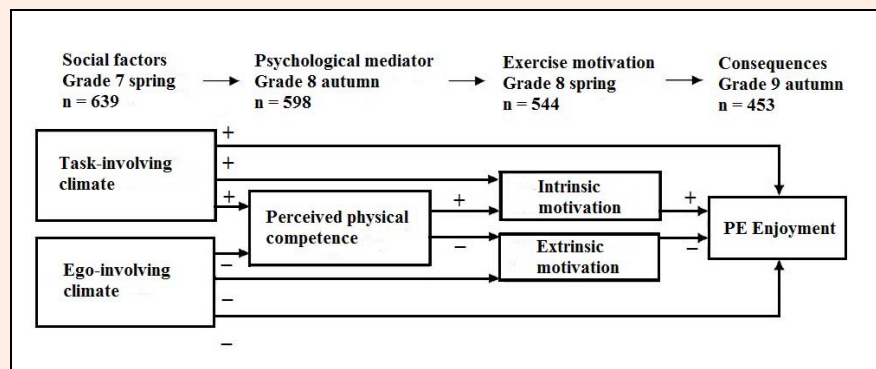 Social factors
Grade 7 spring
n = 639
Psychological mediator
Grade 8 autumn
n = 598
Exercise motivation
Grade 8 spring
n = 544
Consequences
Grade 9 autumn
n = 453
+
+
+
Task-involving
climate
Perceived physical
competence
+
–
Intrinsic
motivation
Extrinsic
motivation
+
–
PE Enjoyment
Ego-involving
climate
–
–
–